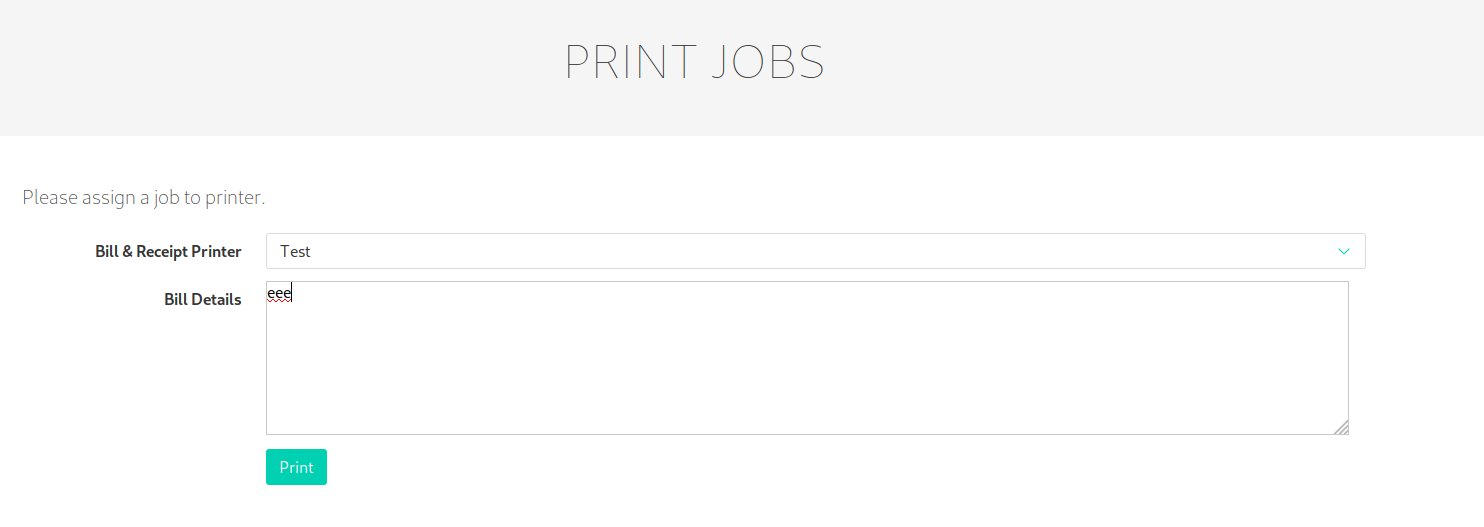 PRINT JOBS
Please assign a job to printer.
Bill & Receipt Printer
Test
Bill Details
eee
Print